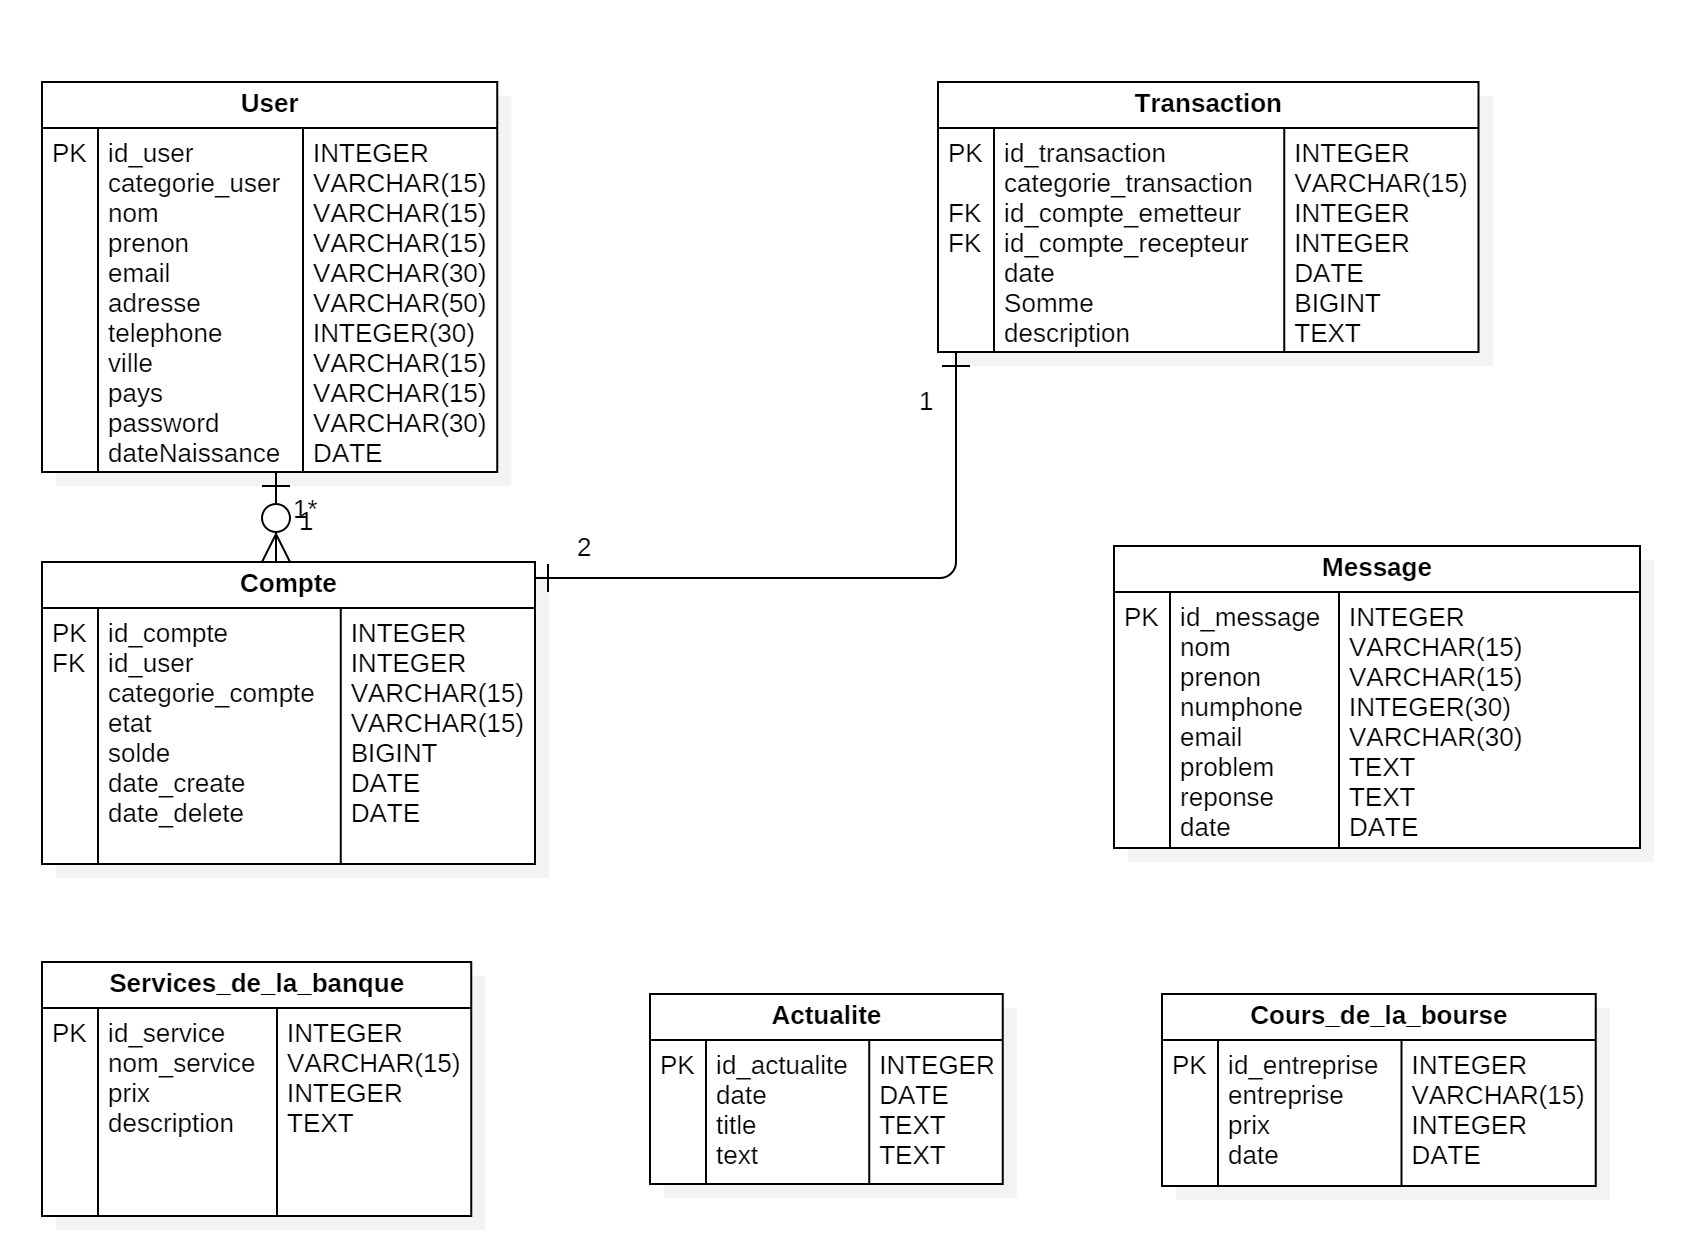 User
PK id_user INTEGER
categorie_user VARCHAR(15)
nom VARCHAR(15)
prenon VARCHAR(15)
email VARCHAR(30)
adresse VARCHAR(50)
telephone INTEGER(30)
ville VARCHAR(15)
pays VARCHAR(15)
password VARCHAR(30)
dateNaissance DATE
Transaction
PK id_transaction INTEGER
categorie_transaction VARCHAR(15)
FK id_compte_emetteur INTEGER
FK id_compte_recepteur INTEGER
date DATE
Somme BIGINT
description TEXT
1
1*
1
2
Compte
PK id_compte INTEGER
FK id_user INTEGER
categorie_compte VARCHAR(15)
etat VARCHAR(15)
solde BIGINT
date_create DATE
date_delete DATE
Message
PK id_message INTEGER
nom VARCHAR(15)
prenon VARCHAR(15)
numphone INTEGER(30)
email VARCHAR(30)
problem TEXT
reponse TEXT
date DATE
Services_de_la_banque
PK id_service INTEGER
nom_service VARCHAR(15)
prix INTEGER
description TEXT
Actualite
PK id_actualite INTEGER
date DATE
title TEXT
text TEXT
Cours_de_la_bourse
PK id_entreprise INTEGER
entreprise VARCHAR(15)
prix INTEGER
date DATE